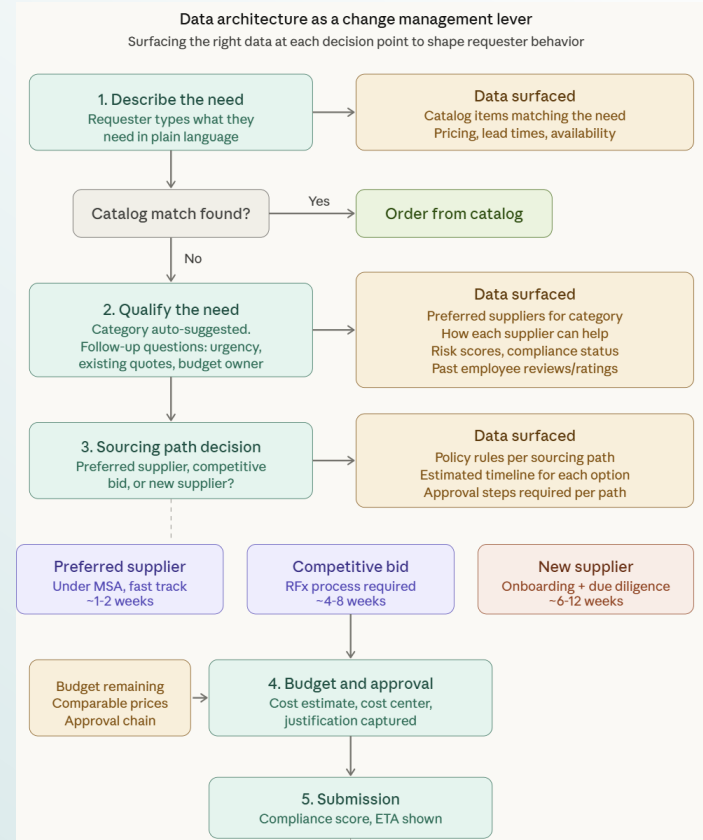 Data architecture as a change management lever
Surfacing the right data at each decision point to shape requester behavior
1. Describe the need
Requester types what they
need in plain language
Data surfaced
Catalog items matching the need
Pricing, lead times, availability
Catalog match found?
Yes
Order from catalog
No
2. Qualify the need
Category auto-suggested.
Follow-up questions: urgency,
existing quotes, budget owner
Data surfaced
Preferred suppliers for category
How each supplier can help
Risk scores, compliance status
Past employee reviews/ratings
3. Sourcing path decision
Preferred supplier, competitive
bid, or new supplier?
Data surfaced
Policy rules per sourcing path
Estimated timeline for each option
Approval steps required per path
Preferred supplier
Under MSA, fast track
~1-2 weeks
Competitive bid
RFx process required
~4-8 weeks
New supplier
Onboarding + due diligence
~6-12 weeks
Budget remaining
Comparable prices
Approval chain
4. Budget and approval
Cost estimate, cost center,
justification captured
5. Submission
Compliance score, ETA shown